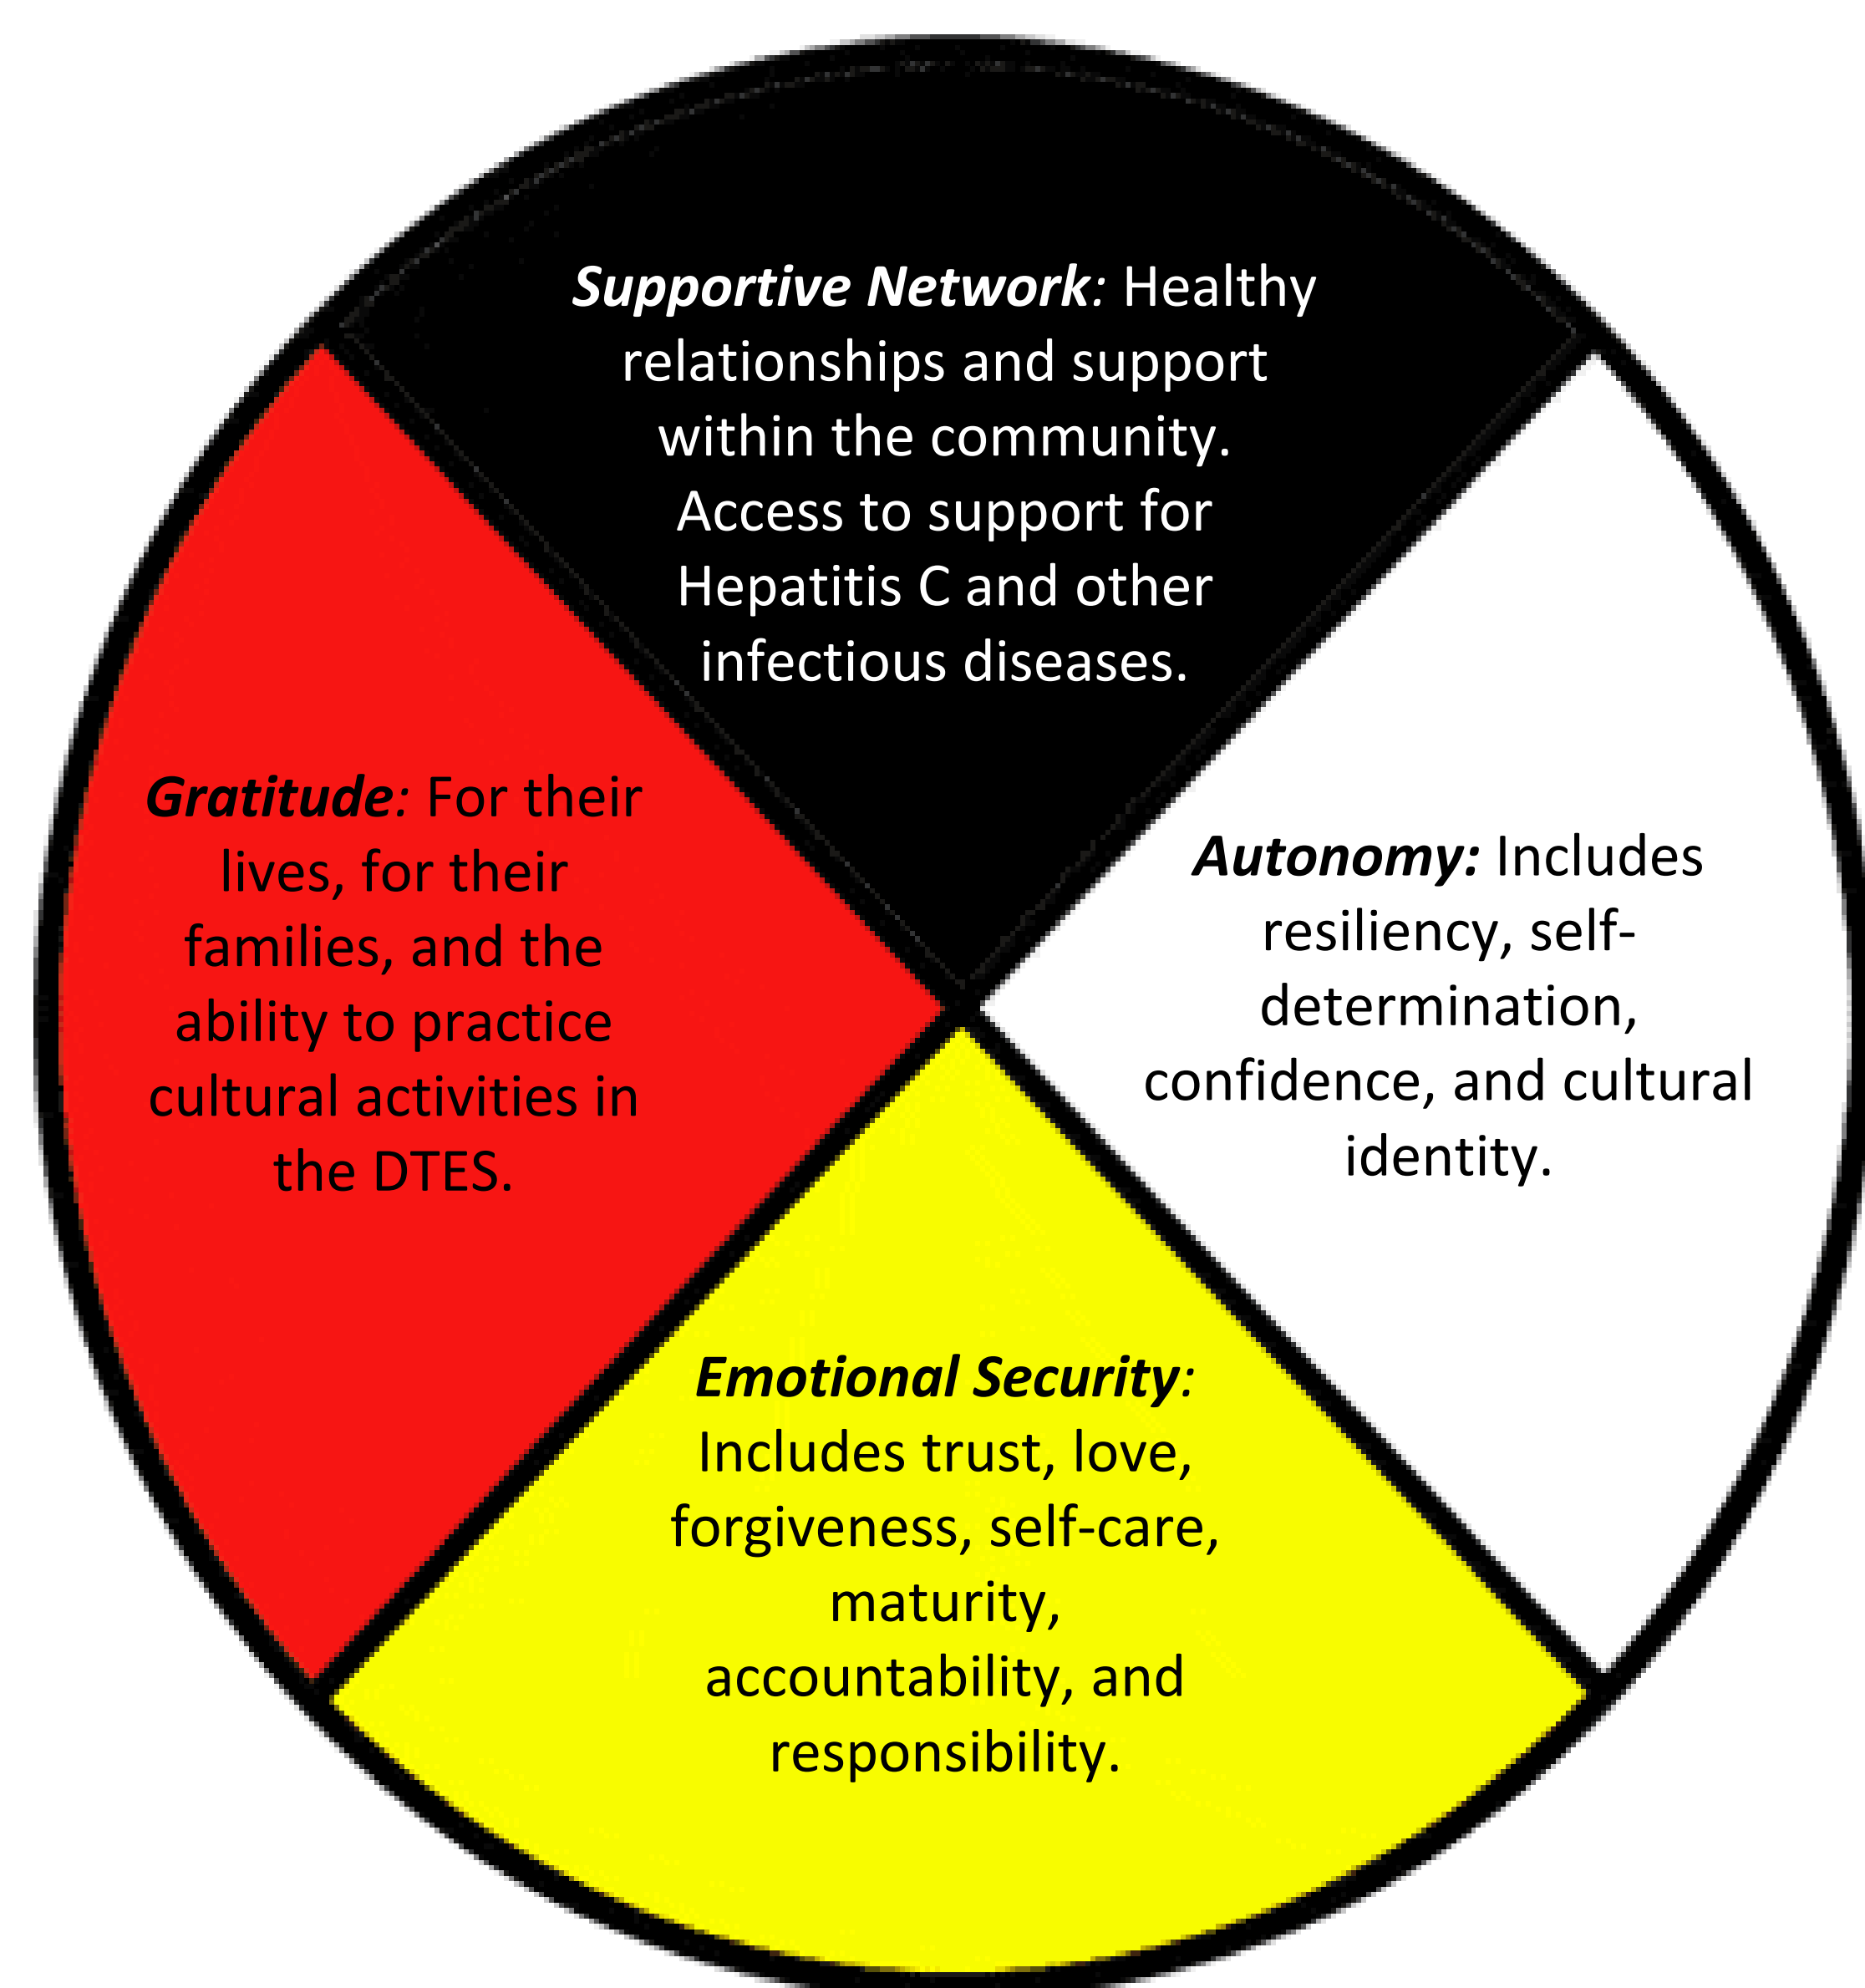 Supportive Network: Healthy
relationships and support
within the community.
Access to support for
Hepatitis C and other
infectious diseases.
Gratitude: For their
lives, for their
families, and the
ability to practice
cultural activities in
the DTES.
Autonomy: Includes
resiliency, self-
determination,
confidence, and cultural
identity.
Emotional Security:
Includes trust, love,
forgiveness, self-care,
maturity,
accountability, and
responsibility.